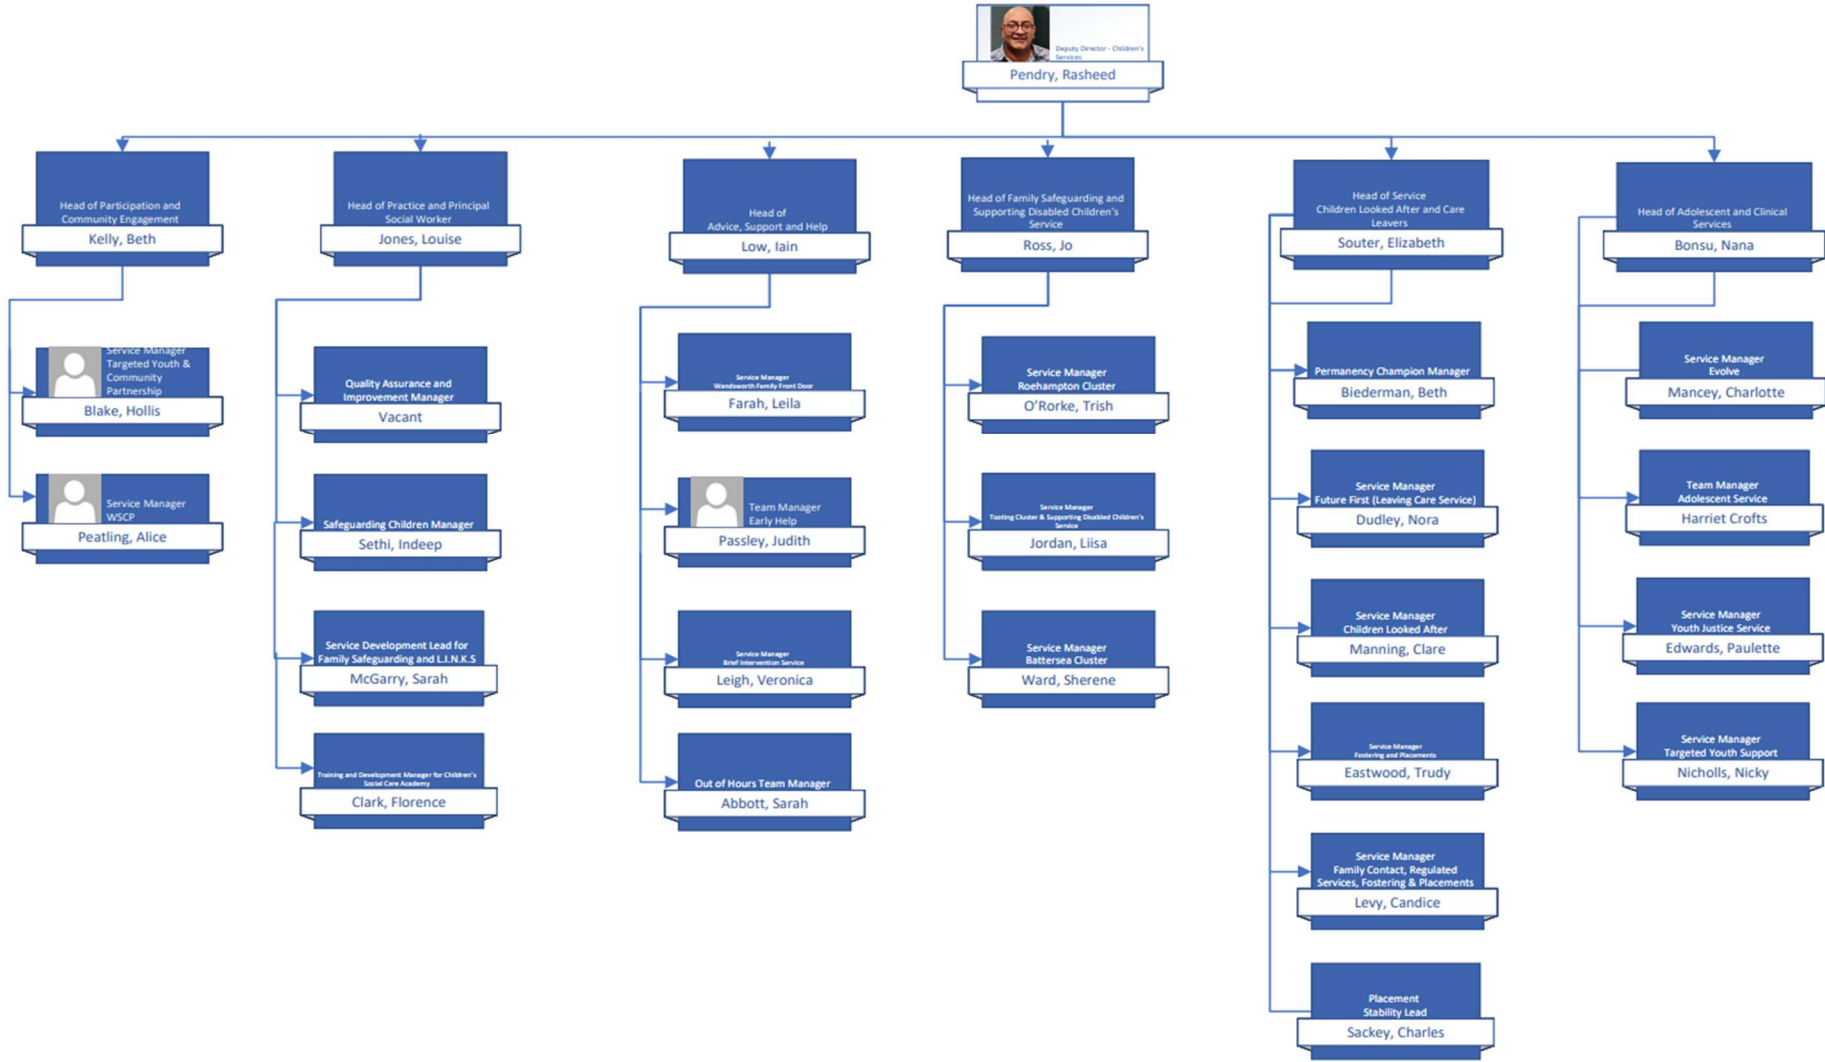 Deputy Director - Children's
Services
Pendry, Rasheed
Head of Participation and
Community Engagement
Kelly, Beth
Head of Practice and Principal
Social Worker
Jones, Louise
Head of
Advice, Support and Help
Low, Iain
Head of Family Safeguarding and
Supporting Disabled Children's
Service
Ross, Jo
Head of Service
Children Looked After and Care
Leavers
Souter, Elizabeth
Head of Adolescent and Clinical
Services
Bonsu, Nana
Service Manager
Targeted Youth &
Community
Partnership
Blake, Hollis
Service Manager
WSCP
Peatling, Alice
Quality Assurance and
Improvement Manager
Vacant
Safeguarding Children Manager
Sethi, Indeep
Service Development Lead for
Family Safeguarding and L.I.N.K.S
McGarry, Sarah
Training and Development Manager for Children's
Social Care Academy
Clark, Florence
Service Manager
Wandsworth Family Front Door
Farah, Leila
Team Manager
Early Help
Passley, Judith
Service Manager
Brief Intervention Service
Leigh, Veronica
Out of Hours Team Manager
Abbott, Sarah
Service Manager
Roehampton Cluster
O'Rorke, Trish
Service Manager
Tooting Cluster & Supporting Disabled Children's
Service
Jordan, Liisa
Service Manager
Battersea Cluster
Ward, Sherene
Permanency Champion Manager
Biederman, Beth
Service Manager
Future First (Leaving Care Service)
Dudley, Nora
Service Manager
Children Looked After
Manning, Clare
Service Manager
Fostering and Placements
Eastwood, Trudy
Service Manager
Family Contact, Regulated
Services, Fostering & Placements
Levy, Candice
Placement
Stability Lead
Sackey, Charles
Service Manager
Evolve
Mancey, Charlotte
Team Manager
Adolescent Service
Harriet Crofts
Service Manager
Youth Justice Service
Edwards, Paulette
Service Manager
Targeted Youth Support
Nicholls, Nicky